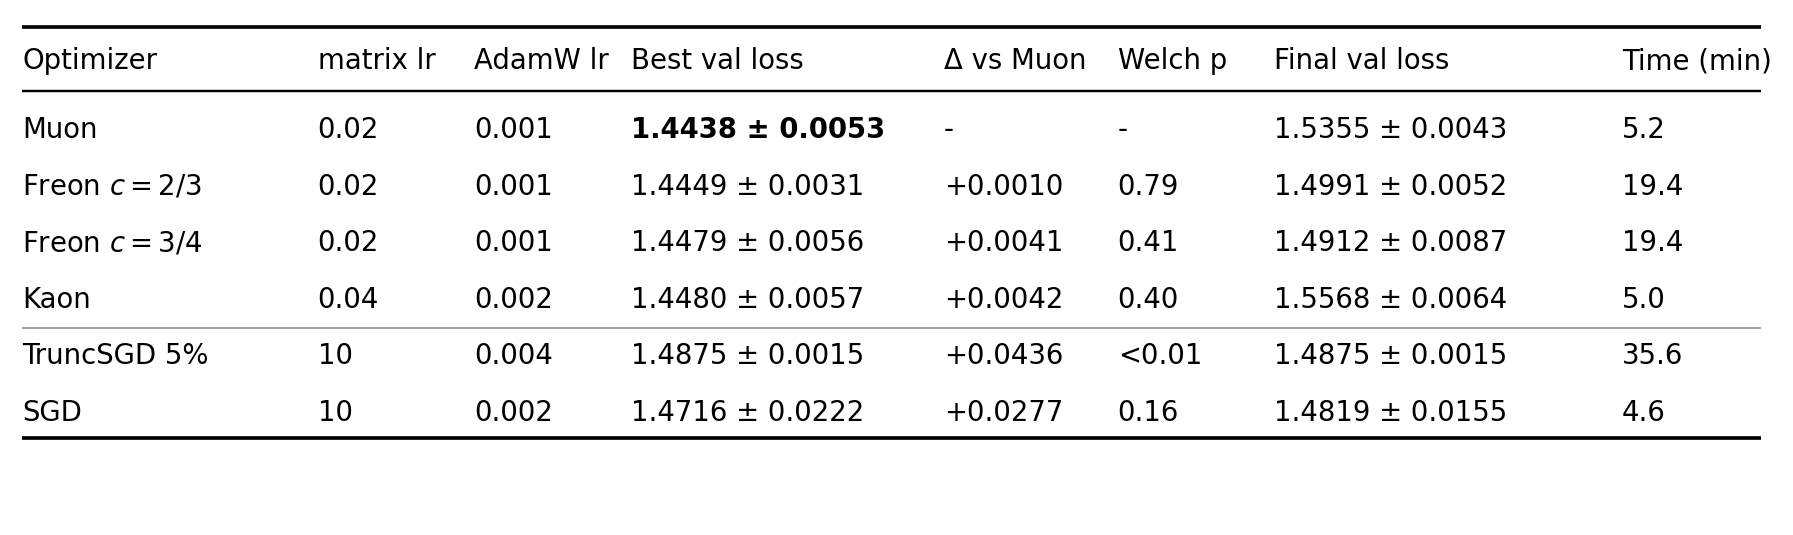 Optimizer matrix lr AdamW lr Best val loss Δ vs Muon Welch p Final val loss Time (min)
Muon 0.02 0.001 1.4438 ± 0.0053 - - 1.5355 ± 0.0043 5.2
Freon c = 2/3 0.02 0.001 1.4449 ± 0.0031 +0.0010 0.79 1.4991 ± 0.0052 19.4
Freon c = 3/4 0.02 0.001 1.4479 ± 0.0056 +0.0041 0.41 1.4912 ± 0.0087 19.4
Kaon 0.04 0.002 1.4480 ± 0.0057 +0.0042 0.40 1.5568 ± 0.0064 5.0
TruncSGD 5% 10 0.004 1.4875 ± 0.0015 +0.0436 <0.01 1.4875 ± 0.0015 35.6
SGD 10 0.002 1.4716 ± 0.0222 +0.0277 0.16 1.4819 ± 0.0155 4.6